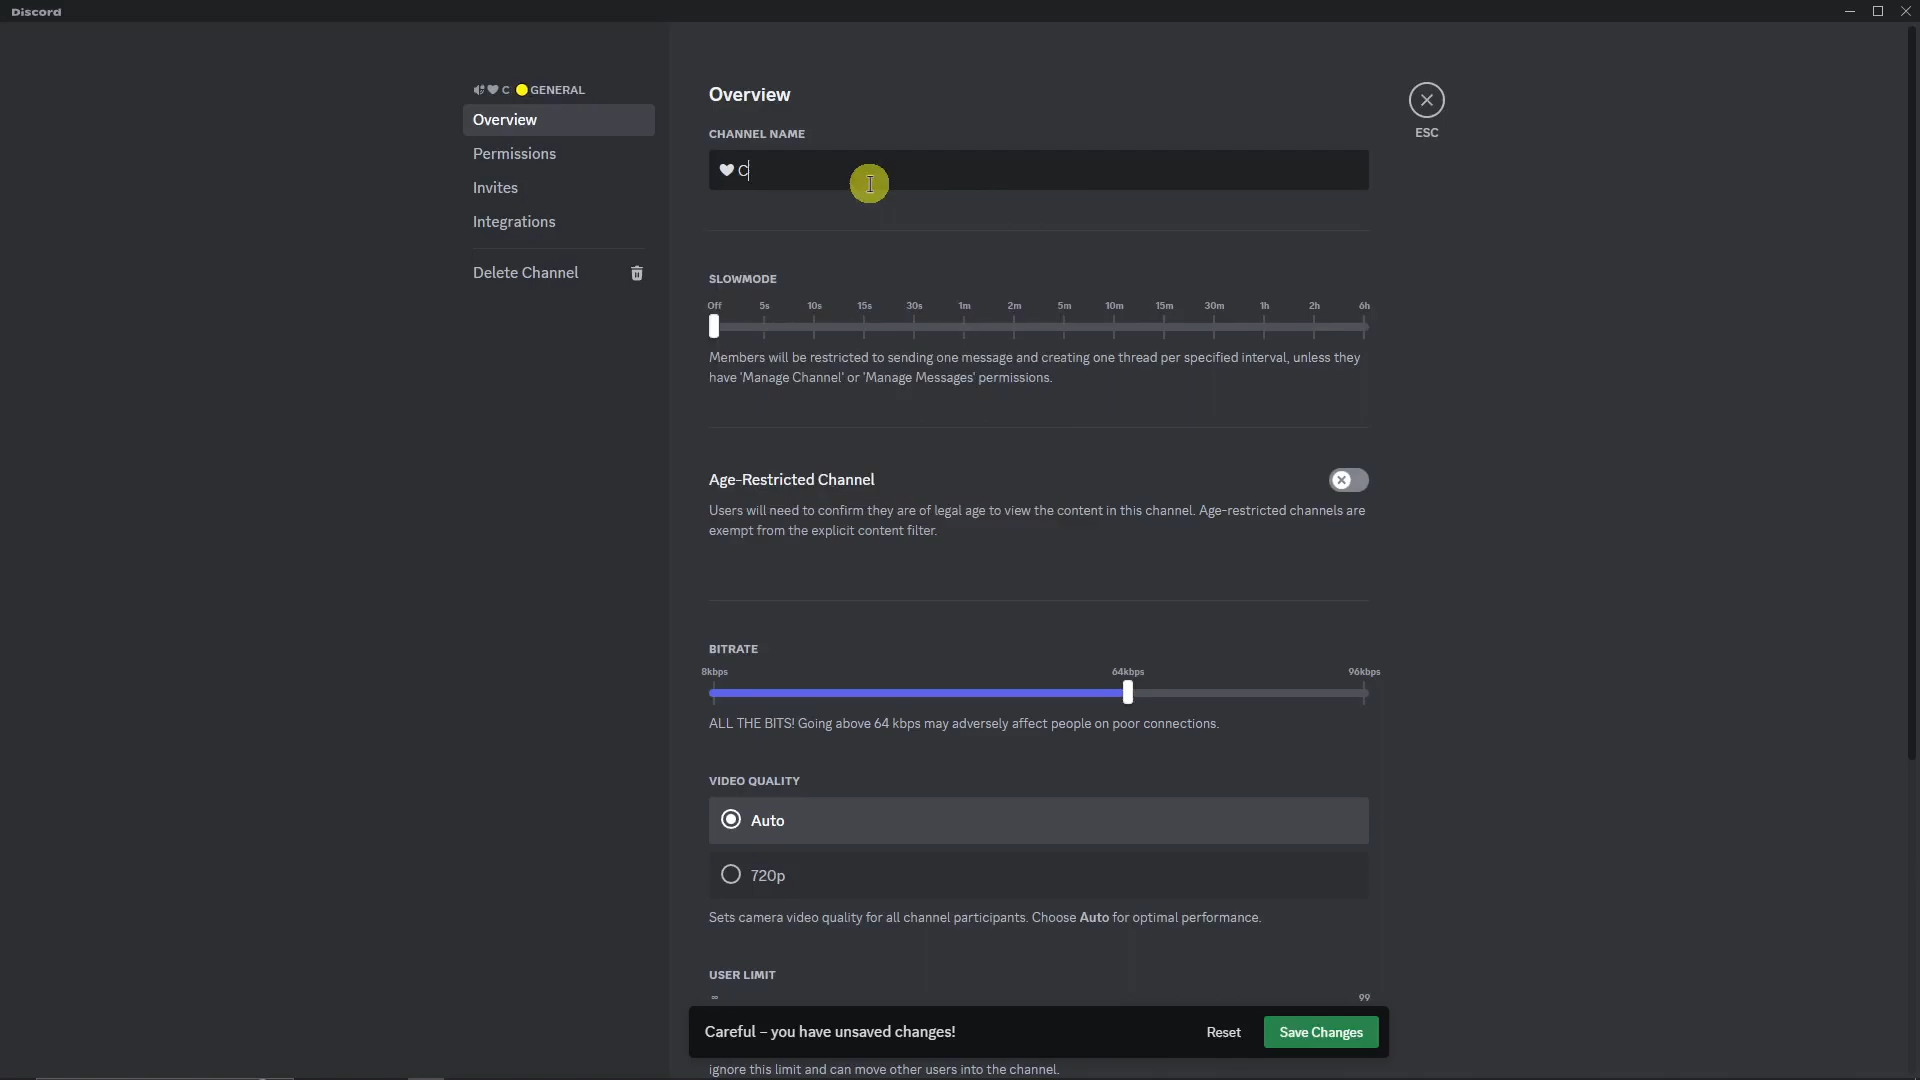 Discord
C GENERAL
Overview
Permissions
Invites
Integrations
Delete Channel
Overview
CHANNEL NAME
🤍 C
ESC
SLOWMODE
Off 5s 10s 15s 30s 1m 2m 5m 10m 15m 30m 1h 2h 6h
Members will be restricted to sending one message and creating one thread per specified interval, unless they
have 'Manage Channel' or 'Manage Messages' permissions.
Age-Restricted Channel
Users will need to confirm they are of legal age to view the content in this channel. Age-restricted channels are
exempt from the explicit content filter.
BITRATE
8kbps 64kbps 96kbps
ALL THE BITS! Going above 64 kbps may adversely affect people on poor connections.
VIDEO QUALITY
Auto
720p
Sets camera video quality for all channel participants. Choose Auto for optimal performance.
USER LIMIT
∞ 99
Careful – you have unsaved changes!
Reset
Save Changes
ignore this limit and can move other users into the channel.